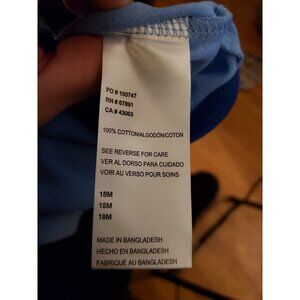 PO # 100747
RN # 57891
CA # 43063
100% COTTON/ALGODÓN/COTON
SEE REVERSE FOR CARE
VER AL DORSO PARA CUIDADO
VOIR AU VERSO POUR SOINS
18M
18M
18M
MADE IN BANGLADESH
HECHO EN BANGLADESH
FABRIQUÉ AU BANGLADESH